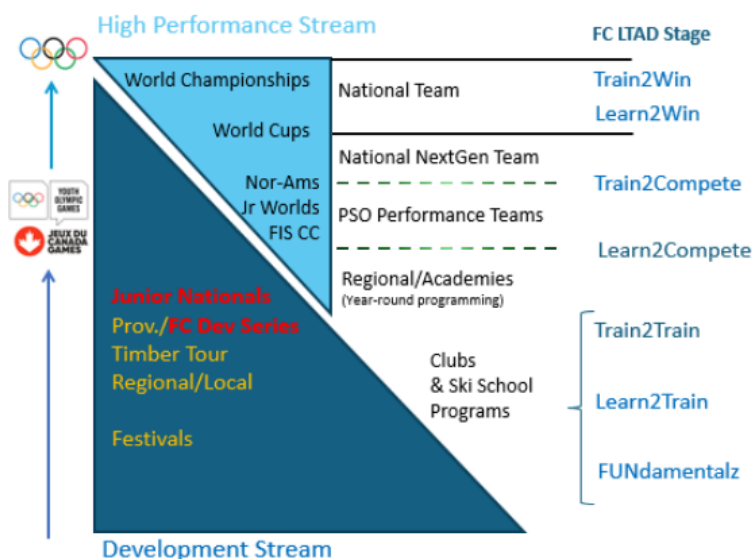 High Performance Stream
FC LTAD Stage
World Championships
National Team
Train2Win
Learn2Win
World Cups
National NextGen Team
Nor-Ams
Train2Compete
Jr Worlds
PSO Performance Teams
FIS CC
Learn2Compete
YOUTH
OLYMPIC
GAMES
JEUX DU
CANADA
GAMES
Regional/Academies
(Year-round programming)
Junior Nationals
Prov./FC Dev Series
Timber Tour
Regional/Local
Festivals
Clubs
& Ski School
Programs
Train2Train
Learn2Train
FUNdamentalz
Development Stream